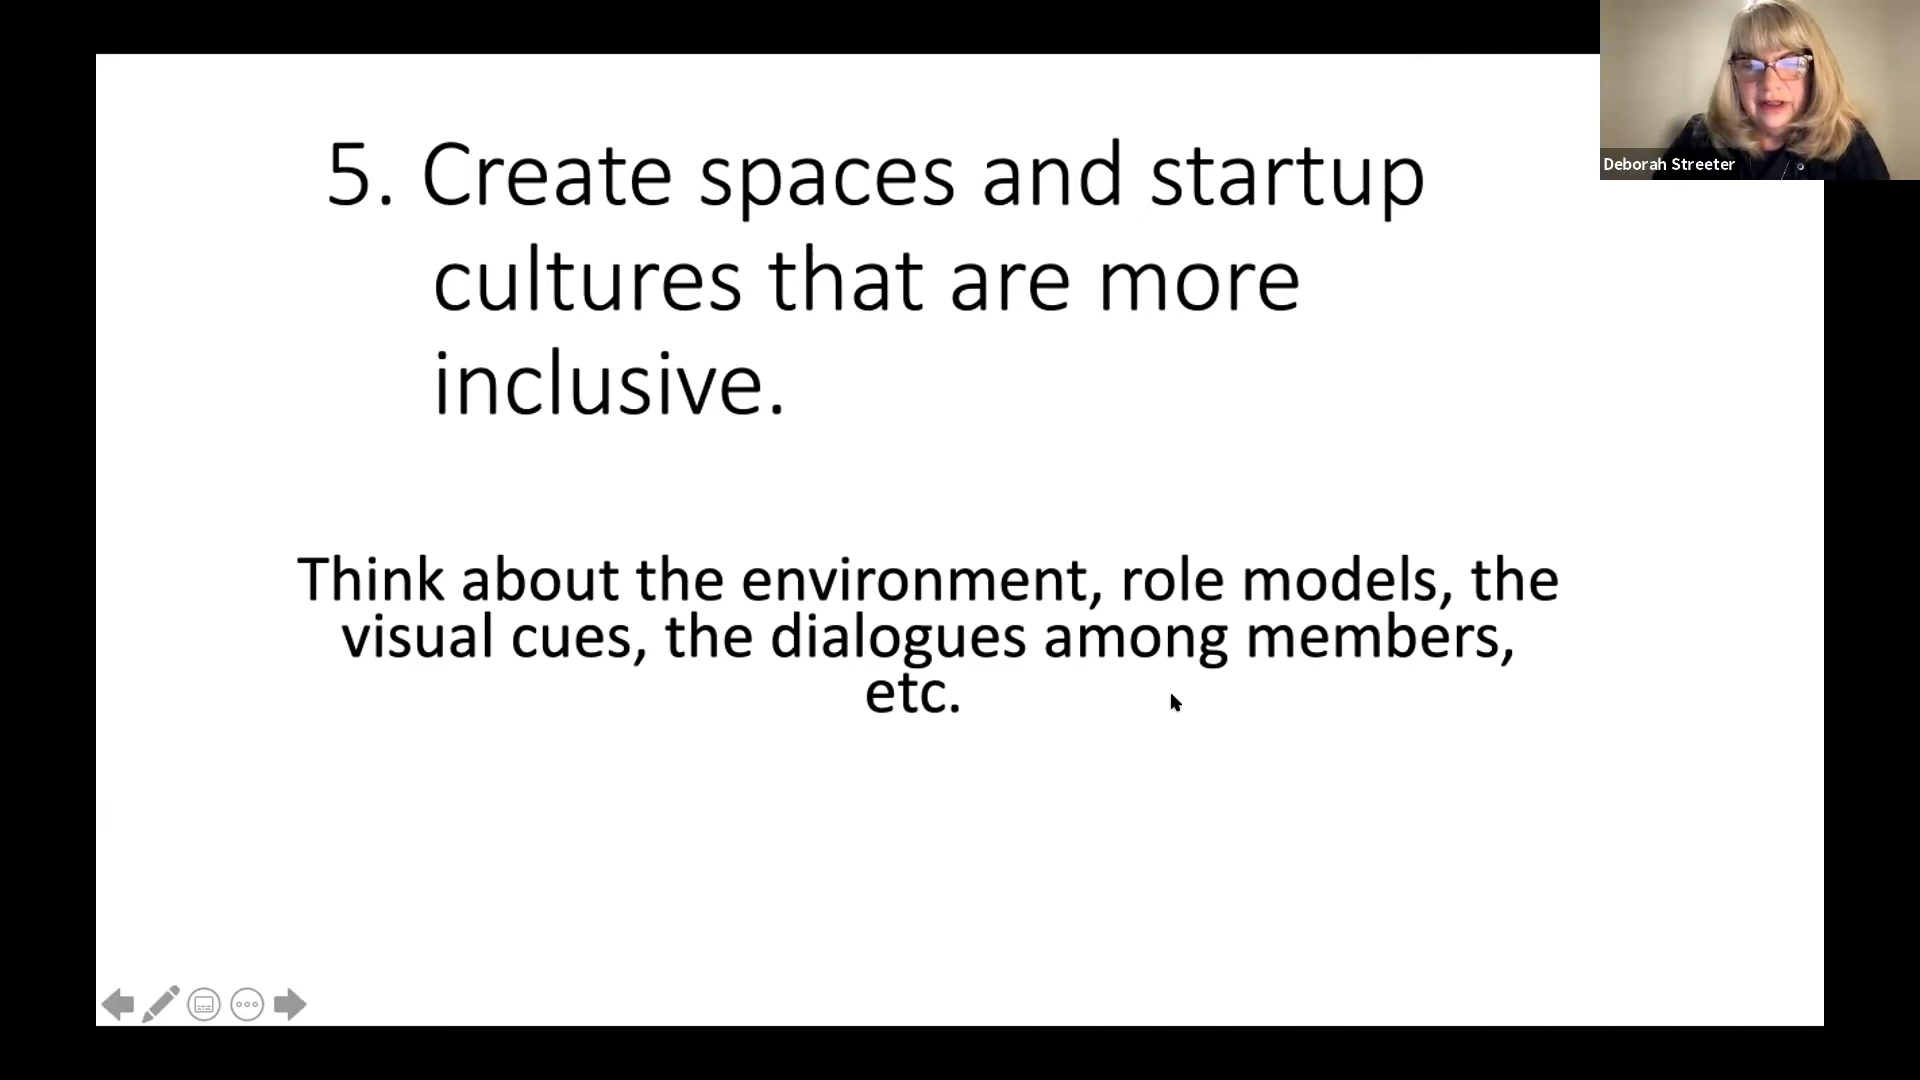 5. Create spaces and startup
cultures that are more
inclusive.
Think about the environment, role models, the
visual cues, the dialogues among members,
etc.
Deborah Streeter